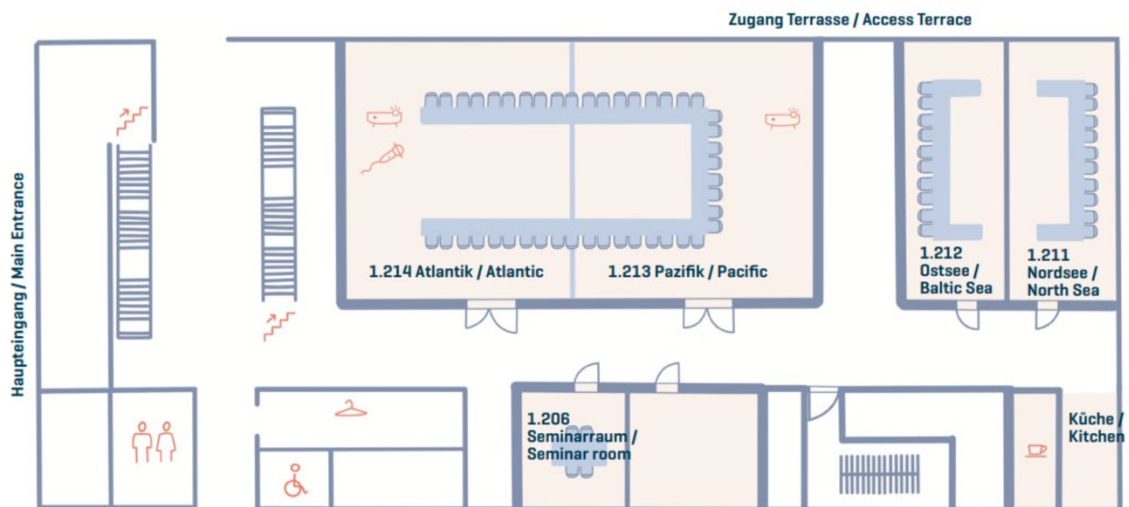 Zugang Terrasse / Access Terrace
Haupteingang / Main Entrance
1.214 Atlantik / Atlantic
1.213 Pazifik / Pacific
1.212
Ostsee /
Baltic Sea
1.211
Nordsee /
North Sea
1.206
Seminarraum /
Seminar room
Küche /
Kitchen